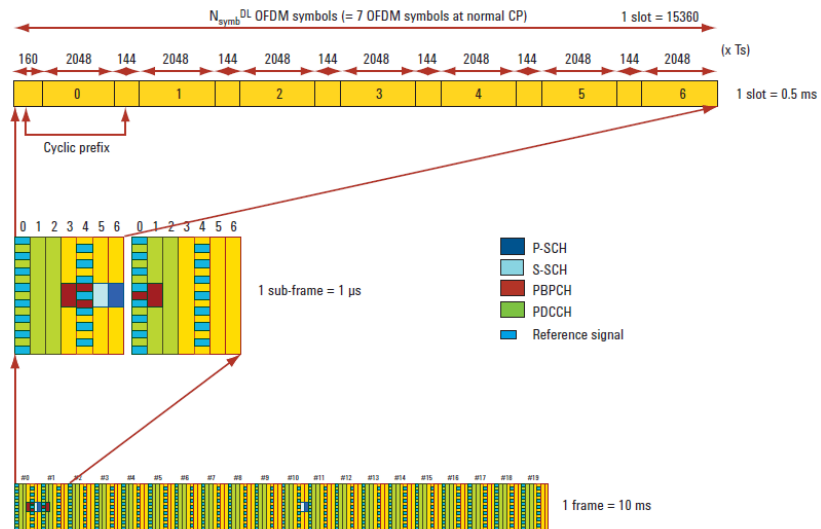 N_symb^DL OFDM symbols (= 7 OFDM symbols at normal CP) 1 slot = 15360
160 2048 144 2048 144 2048 144 2048 144 2048 144 2048 144 2048 (x Ts)
0 1 2 3 4 5 6 1 slot = 0.5 ms
Cyclic prefix
0 1 2 3 4 5 6 0 1 2 3 4 5 6
P-SCH
S-SCH
1 sub-frame = 1 µs
PBPCH
PDCCH
Reference signal
#0 #1 #2 #3 #4 #5 #6 #7 #8 #9 #10 #11 #12 #13 #14 #15 #16 #17 #18 #19
1 frame = 10 ms